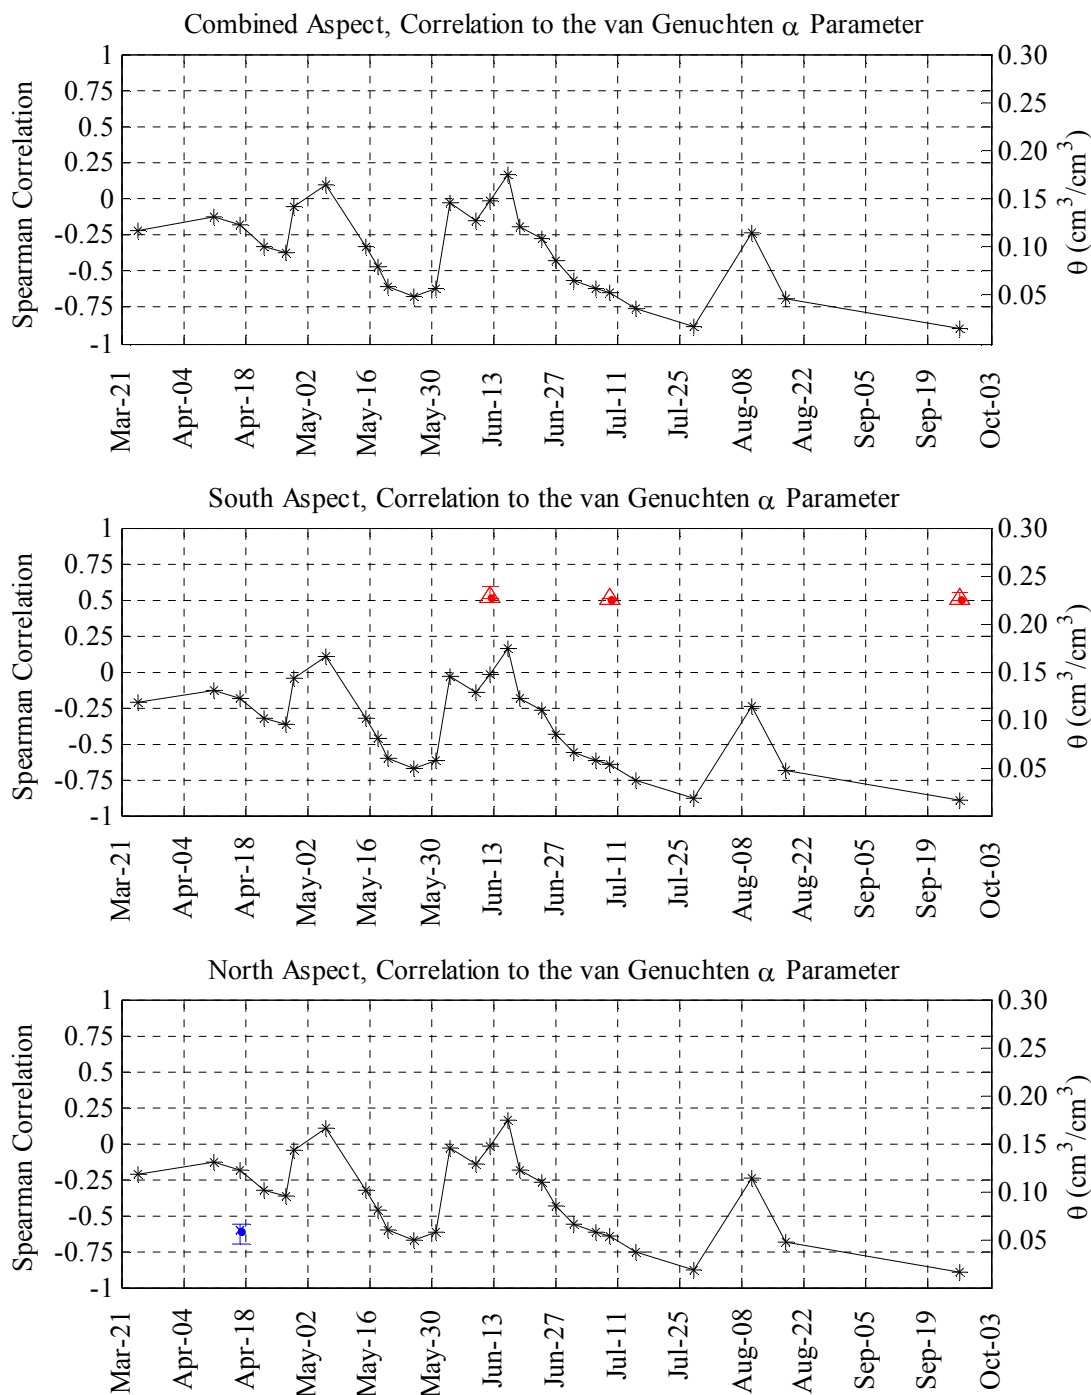 Combined Aspect, Correlation to the van Genuchten α Parameter
Spearman Correlation
1
0.75
0.5
0.25
0
-0.25
-0.5
-0.75
-1
0.30
0.25
0.20
0.15
0.10
0.05
θ (cm³/cm³)
Mar-21
Apr-04
Apr-18
May-02
May-16
May-30
Jun-13
Jun-27
Jul-11
Jul-25
Aug-08
Aug-22
Sep-05
Sep-19
Oct-03
South Aspect, Correlation to the van Genuchten α Parameter
Spearman Correlation
1
0.75
0.5
0.25
0
-0.25
-0.5
-0.75
-1
0.30
0.25
0.20
0.15
0.10
0.05
θ (cm³/cm³)
Mar-21
Apr-04
Apr-18
May-02
May-16
May-30
Jun-13
Jun-27
Jul-11
Jul-25
Aug-08
Aug-22
Sep-05
Sep-19
Oct-03
North Aspect, Correlation to the van Genuchten α Parameter
Spearman Correlation
1
0.75
0.5
0.25
0
-0.25
-0.5
-0.75
-1
0.30
0.25
0.20
0.15
0.10
0.05
θ (cm³/cm³)
Mar-21
Apr-04
Apr-18
May-02
May-16
May-30
Jun-13
Jun-27
Jul-11
Jul-25
Aug-08
Aug-22
Sep-05
Sep-19
Oct-03